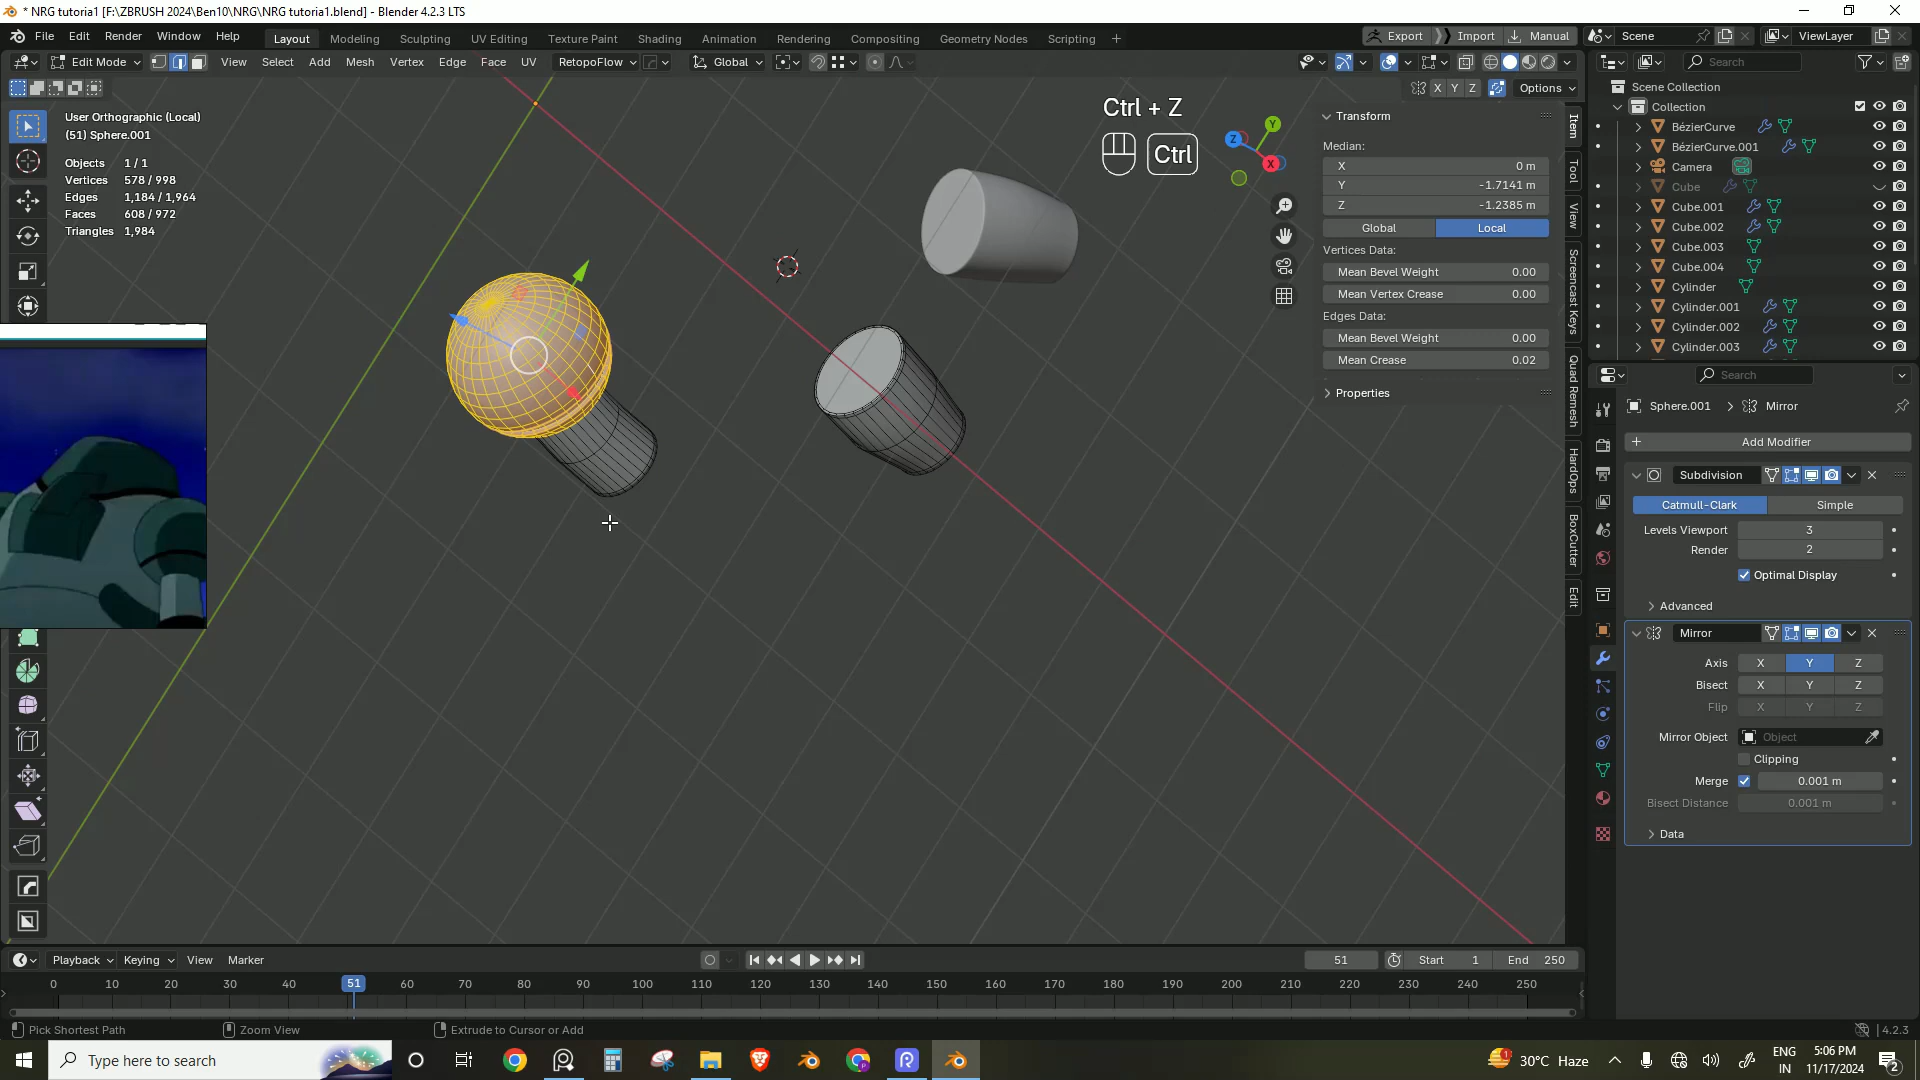 * NRG tutoria1 [F:\ZBRUSH 2024\Ben10\NRG\NRG tutoria1.blend] - Blender 4.2.3 LTS
File Edit Render Window Help Layout Modeling Sculpting UV Editing Texture Paint Shading Animation Rendering Compositing Geometry Nodes Scripting + Export Import Manual Scene ViewLayer
Edit Mode View Select Add Mesh Vertex Edge Face UV RetopoFlow Global Search
X Y Z Options
User Orthographic (Local)
(51) Sphere.001
Objects 1 / 1
Vertices 578 / 998
Edges 1,184 / 1,964
Faces 608 / 972
Triangles 1,984
Ctrl + Z
Ctrl
Y
Z
X
Transform
Median:
X 0 m
Y -1.7141 m
Z -1.2385 m
Global Local
Vertices Data:
Mean Bevel Weight 0.00
Mean Vertex Crease 0.00
Edges Data:
Mean Bevel Weight 0.00
Mean Crease 0.02
Properties
Item
Tool
View
Screencast Keys
Quad Remesh
HardOps
BoxCutter
Edit
Scene Collection
Collection
BézierCurve
BézierCurve.001
Camera
Cube
Cube.001
Cube.002
Cube.003
Cube.004
Cylinder
Cylinder.001
Cylinder.002
Cylinder.003
Search
Sphere.001 Mirror
+ Add Modifier
Subdivision
Catmull-Clark Simple
Levels Viewport 3
Render 2
Optimal Display
Advanced
Mirror
Axis X Y Z
Bisect X Y Z
Flip X Y Z
Mirror Object Object
Clipping
Merge 0.001 m
Bisect Distance 0.001 m
Data
Playback Keying View Marker 51 Start 1 End 250
0 10 20 30 40 51 60 70 80 90 100 110 120 130 140 150 160 170 180 190 200 210 220 230 240 250
Pick Shortest Path Zoom View Extrude to Cursor or Add 4.2.3
Type here to search 30°C Haze ENG 5:06 PM
IN 11/17/2024 2